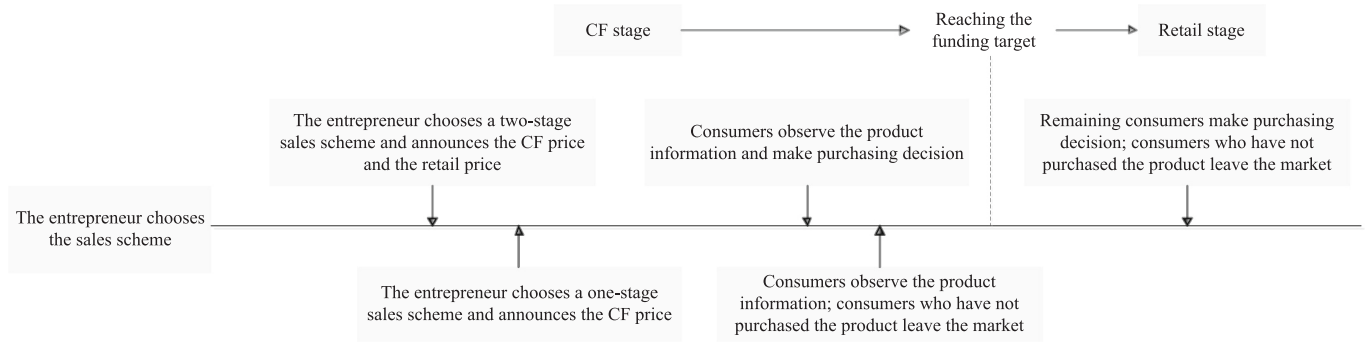 CF stage
Reaching the
funding target
Retail stage
The entrepreneur chooses a two-stage
sales scheme and announces the CF price
and the retail price
Consumers observe the product
information and make purchasing decision
Remaining consumers make purchasing
decision; consumers who have not
purchased the product leave the market
The entrepreneur chooses
the sales scheme
The entrepreneur chooses a one-stage
sales scheme and announces the CF price
Consumers observe the product
information; consumers who have not
purchased the product leave the market